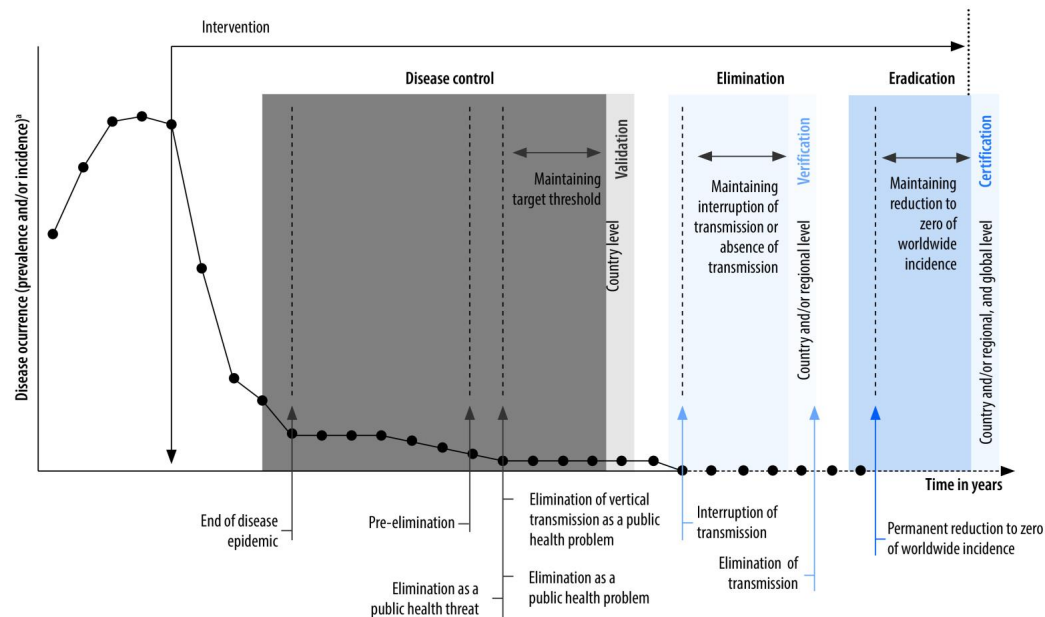 Intervention
Disease control
Elimination
Eradication
Disease ocurrence (prevalence and/or incidence)ᵃ
Maintaining
target threshold
Validation
Country level
Maintaining
interruption of
transmission or
absence of
transmission
Verification
Country and/or regional level
Maintaining
reduction to
zero of
worldwide
incidence
Certification
Country and/or regional, and global level
Time in years
End of disease
epidemic
Pre-elimination
Elimination of vertical
transmission as a public
health problem
Elimination as a
public health threat
Elimination as a
public health problem
Interruption of
transmission
Elimination of
transmission
Permanent reduction to zero
of worldwide incidence